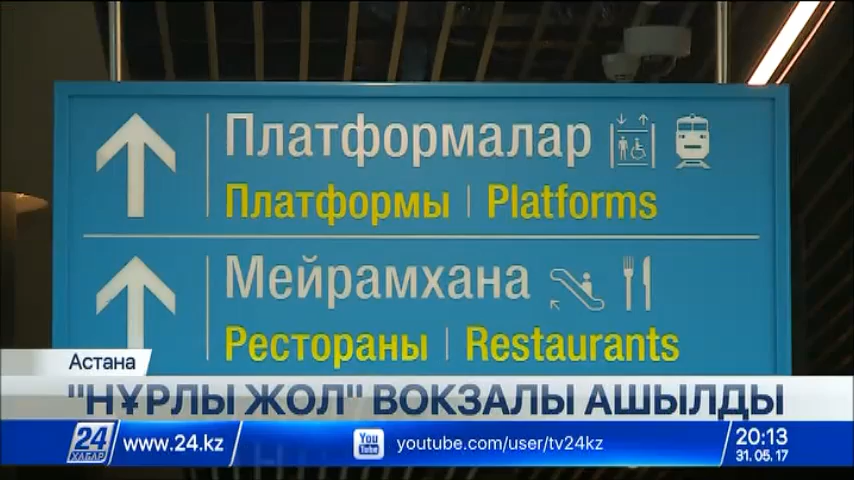 Платформалар
Платформы | Platforms
Мейрамхана
Рестораны | Restaurants
Астана
"НҰРЛЫ ЖОЛ" ВОКЗАЛЫ АШЫЛДЫ
24 ХАБАР www.24.kz You Tube youtube.com/user/tv24kz 20:13
31.05.17